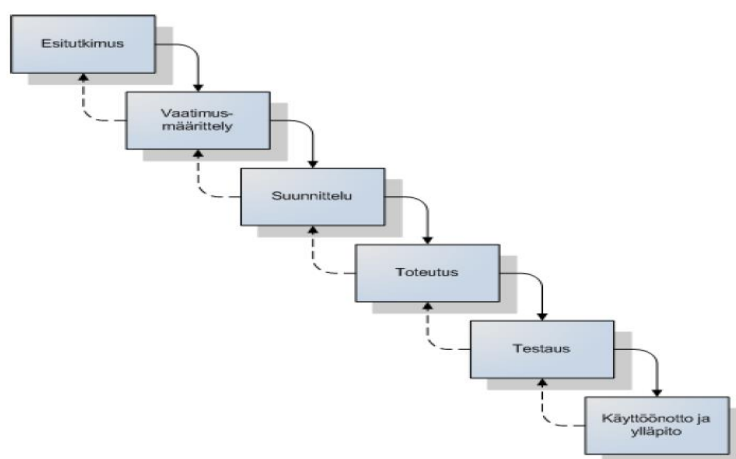 Esitutkimus
Vaatimus-
määrittely
Suunnittelu
Toteutus
Testaus
Käyttöönotto ja
ylläpito